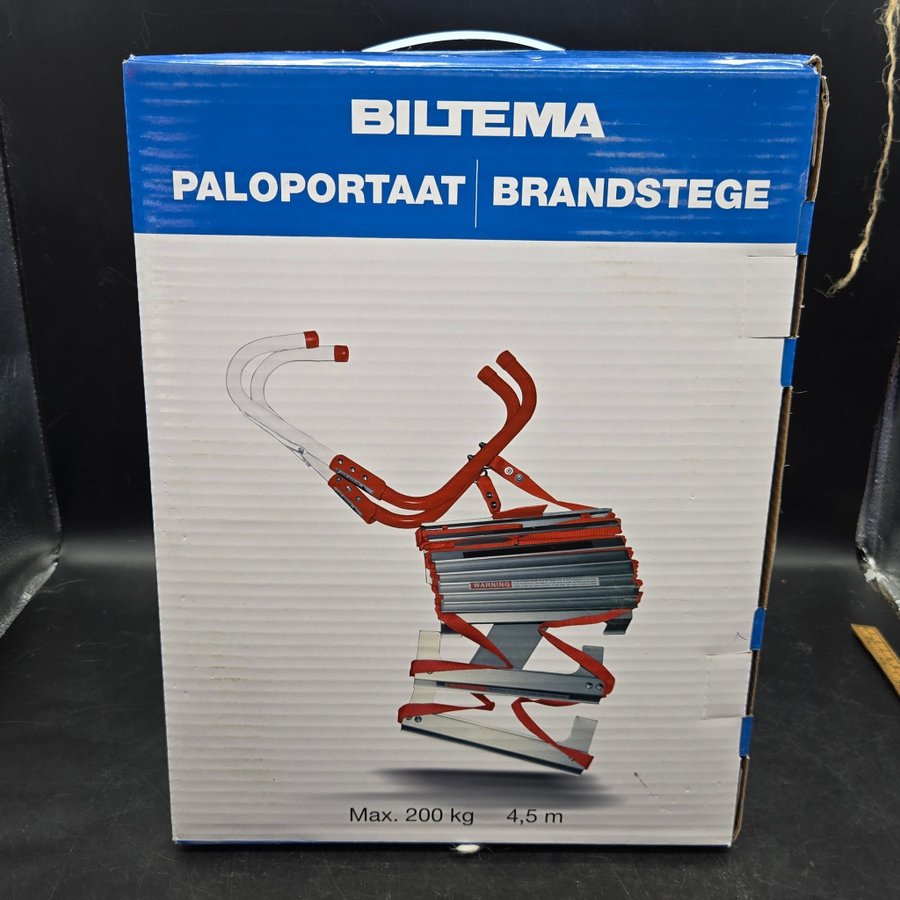 BILTEMA
PALOPORTAAT | BRANDSTEGE
WARNING
Max. 200 kg 4,5 m